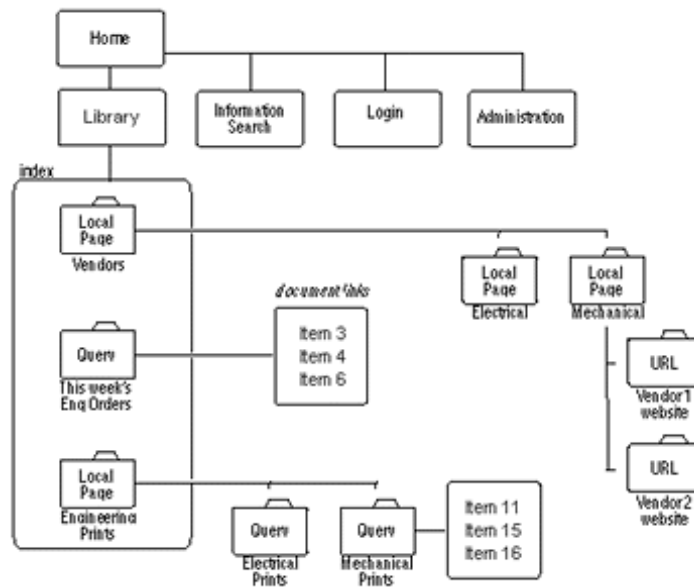 Home
Library
Information
Search
Login
Administration
index
Local
Page
Vendors
Local
Page
Electrical
Local
Page
Mechanical
document links
Item 3
Item 4
Item 6
Query
This week's
Eng Orders
URL
Vendor1
website
URL
Vendor2
website
Local
Page
Engineering
Prints
Query
Electrical
Prints
Query
Mechanical
Prints
Item 11
Item 15
Item 16